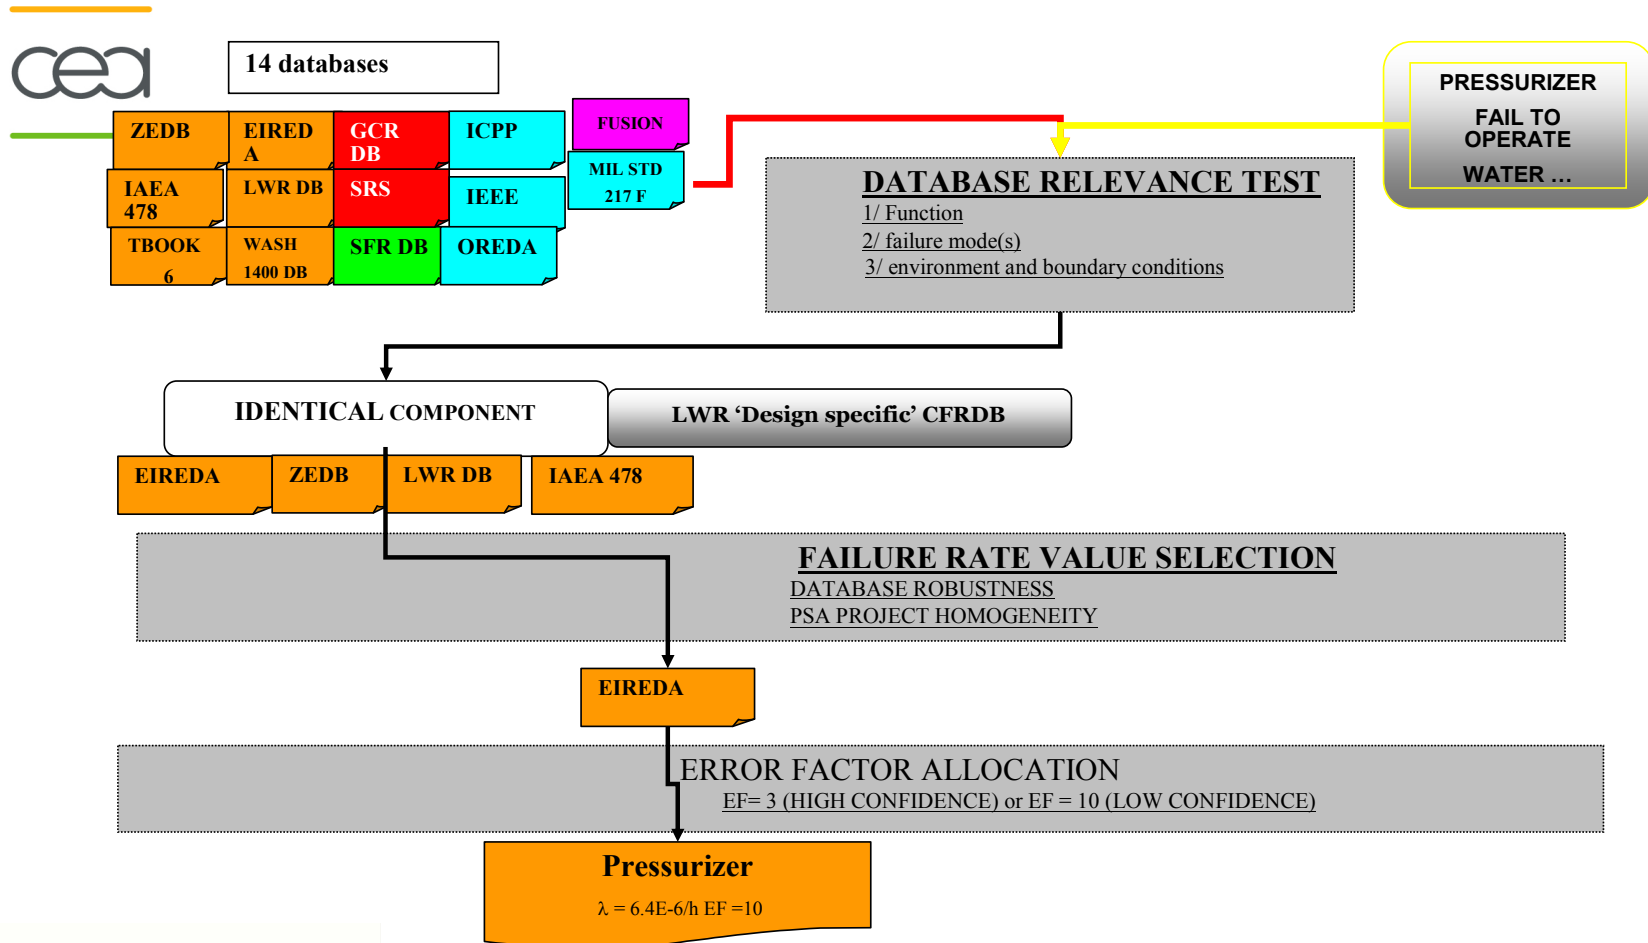 cea
14 databases
ZEDB
EIRED
A
GCR
DB
ICPP
FUSION
IAEA
478
LWR DB
SRS
IEEE
MIL STD
217 F
TBOOK
6
WASH
1400 DB
SFR DB
OREDA
PRESSURIZER
FAIL TO
OPERATE
WATER ...
DATABASE RELEVANCE TEST
1/ Function
2/ failure mode(s)
3/ environment and boundary conditions
IDENTICAL COMPONENT
LWR ‘Design specific’ CFRDB
EIREDA
ZEDB
LWR DB
IAEA 478
FAILURE RATE VALUE SELECTION
DATABASE ROBUSTNESS
PSA PROJECT HOMOGENEITY
EIREDA
ERROR FACTOR ALLOCATION
EF= 3 (HIGH CONFIDENCE) or EF = 10 (LOW CONFIDENCE)
Pressurizer
λ = 6.4E-6/h EF =10